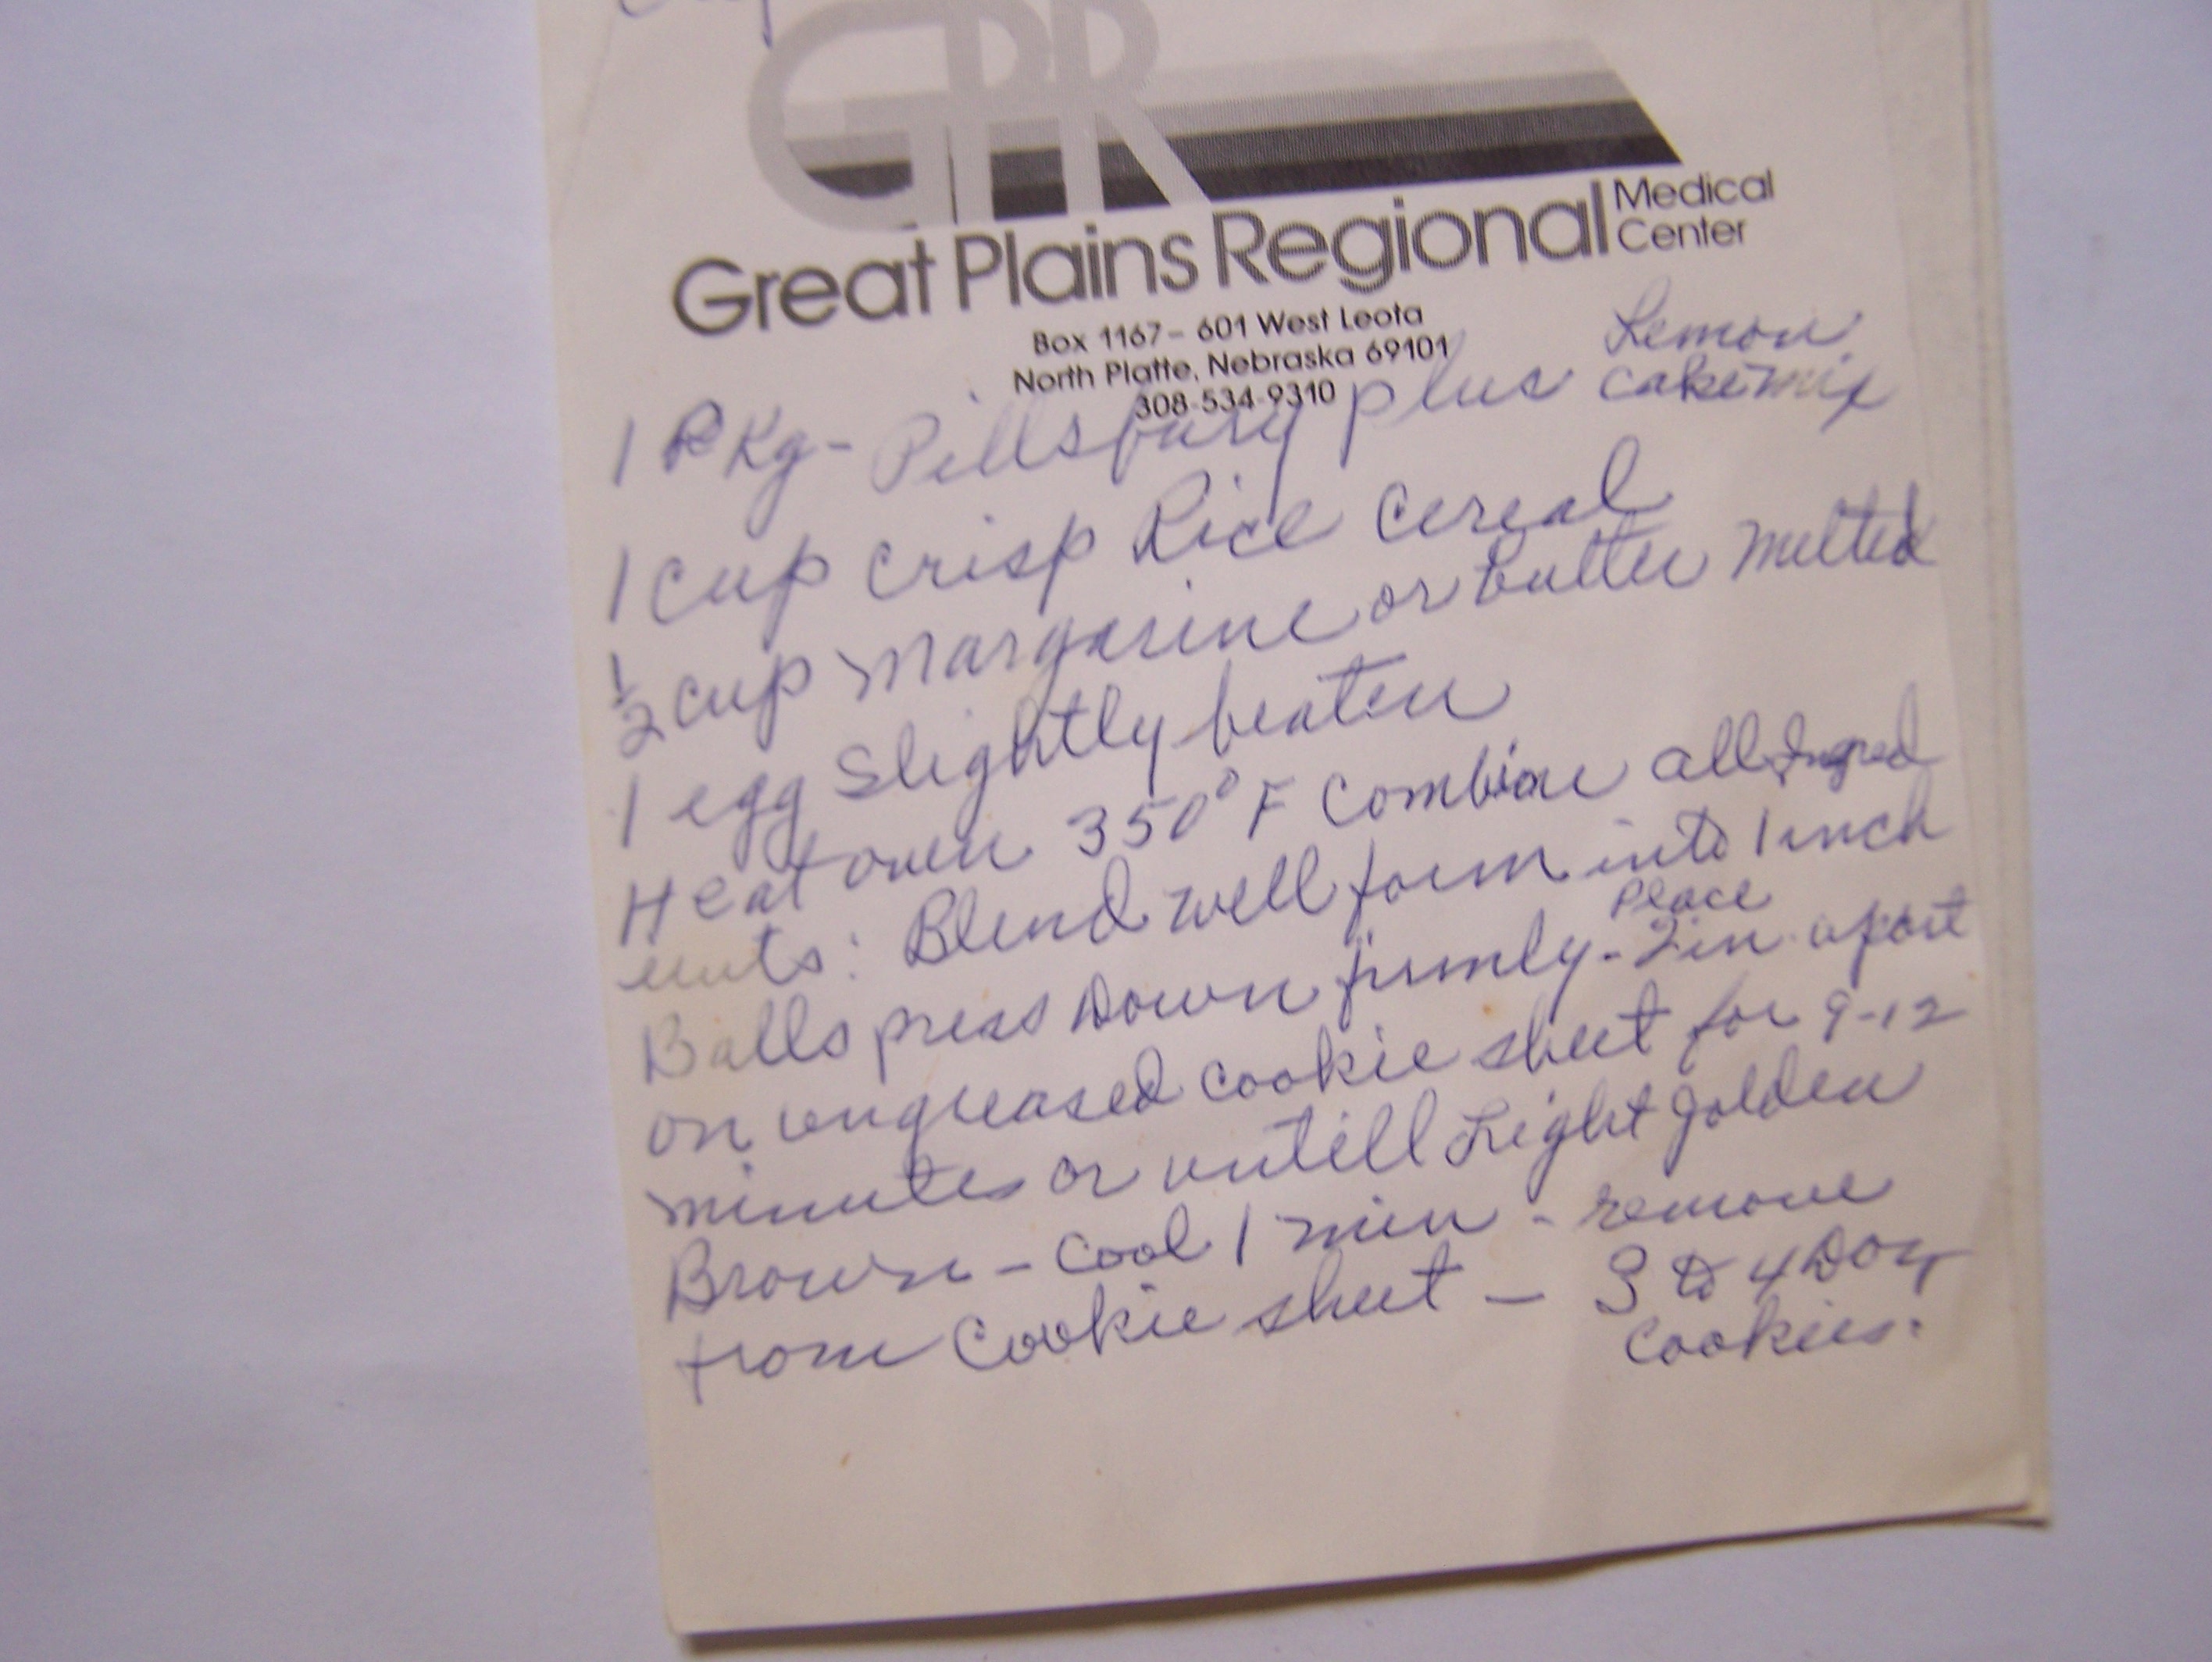 GPR
Great Plains Regional Medical Center
Box 1167 – 601 West Leota
North Platte, Nebraska 69101
308-534-9310
1 PKg - Pillsbury plus Lemon cake mix
1 cup crisp Rice Cereal
1/2 cup Margarine or butter melted
1 egg slightly beaten
Heat oven 350° F Combine all Ingred
ients: Blend well form into 1 inch
Balls press Down firmly - Place 2 in apart
on ungreased cookie sheet for 9-12
minutes or untill Light golden
Brown - Cool 1 min - remove
from Cookie sheet - 3 to 4 Doz
Cookies.